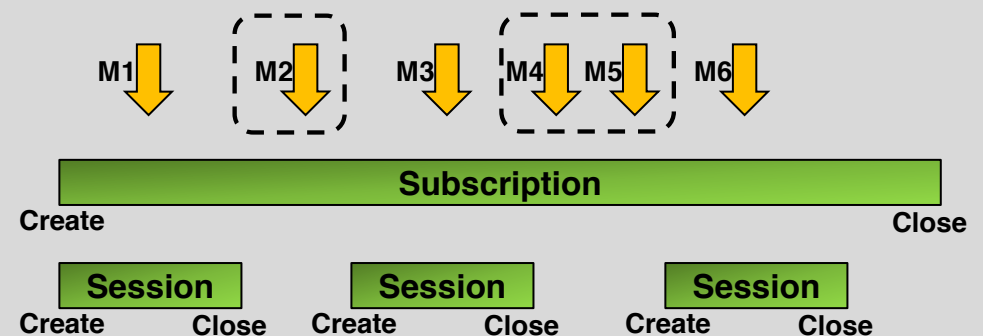 M1 M2 M3 M4 M5 M6
Subscription
Create Close
Session Session Session
Create Close Create Close Create Close